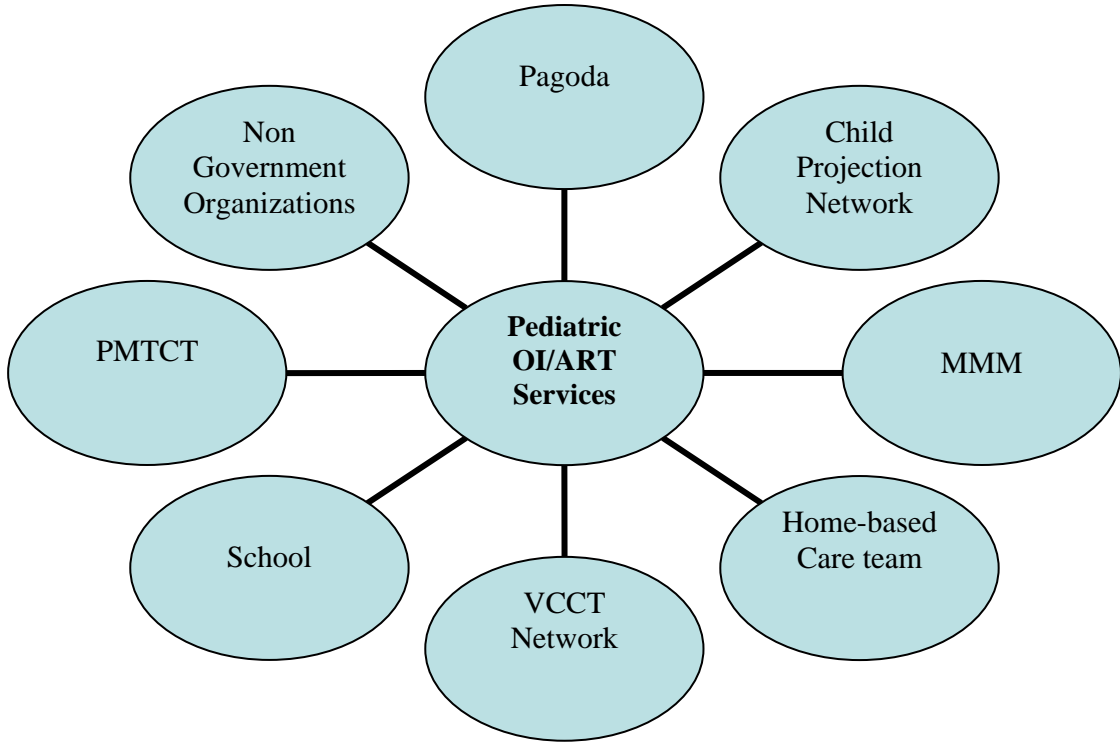 Pagoda
Non
Government
Organizations
Child
Projection
Network
PMTCT
Pediatric
OI/ART
Services
MMM
School
VCCT
Network
Home-based
Care team